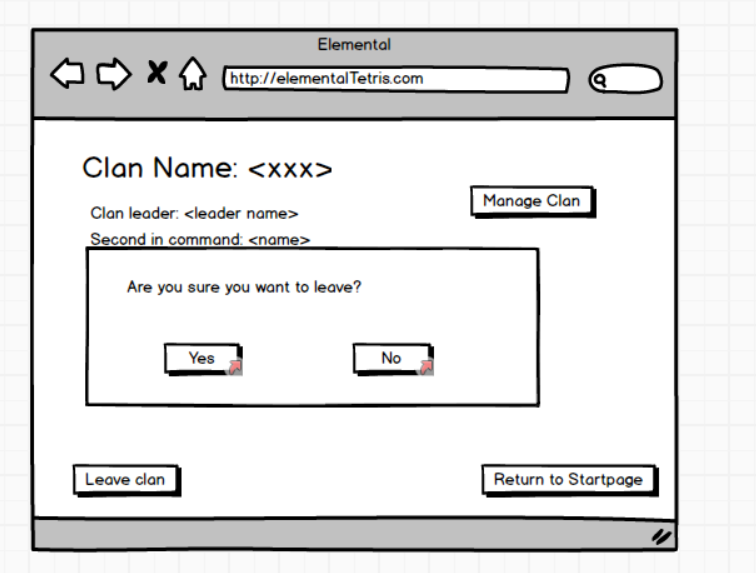 Elemental
http://elementalTetris.com
Clan Name: <xxx>
Manage Clan
Clan leader: <leader name>
Second in command: <name>
Are you sure you want to leave?
Yes No
Leave clan Return to Startpage